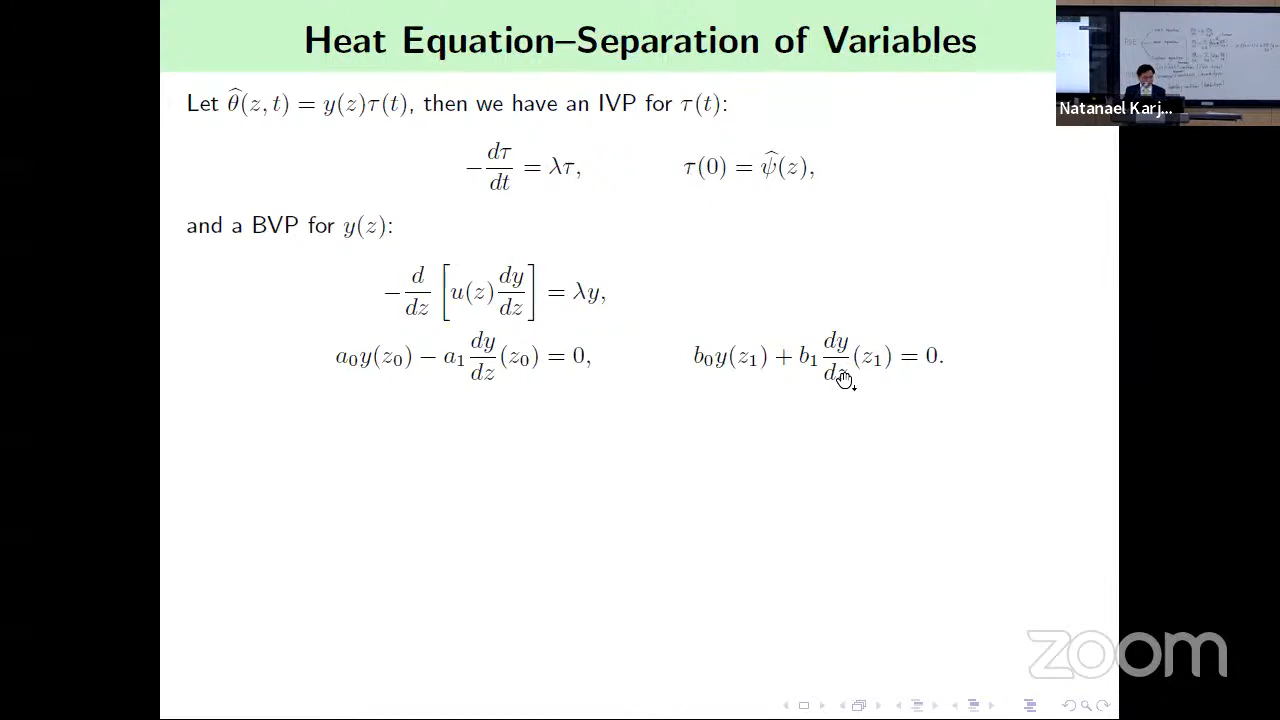 Heat Equation–Separation of Variables
Let θ̂(z, t) = y(z)τ(t), then we have an IVP for τ(t):
−dτ/dt = λτ, τ(0) = ψ̂(z),
and a BVP for y(z):
−d/dz [u(z) dy/dz] = λy,
a₀y(z₀) − a₁ dy/dz (z₀) = 0, b₀y(z₁) + b₁ dy/dz (z₁) = 0.
Natanael Karj...
zoom